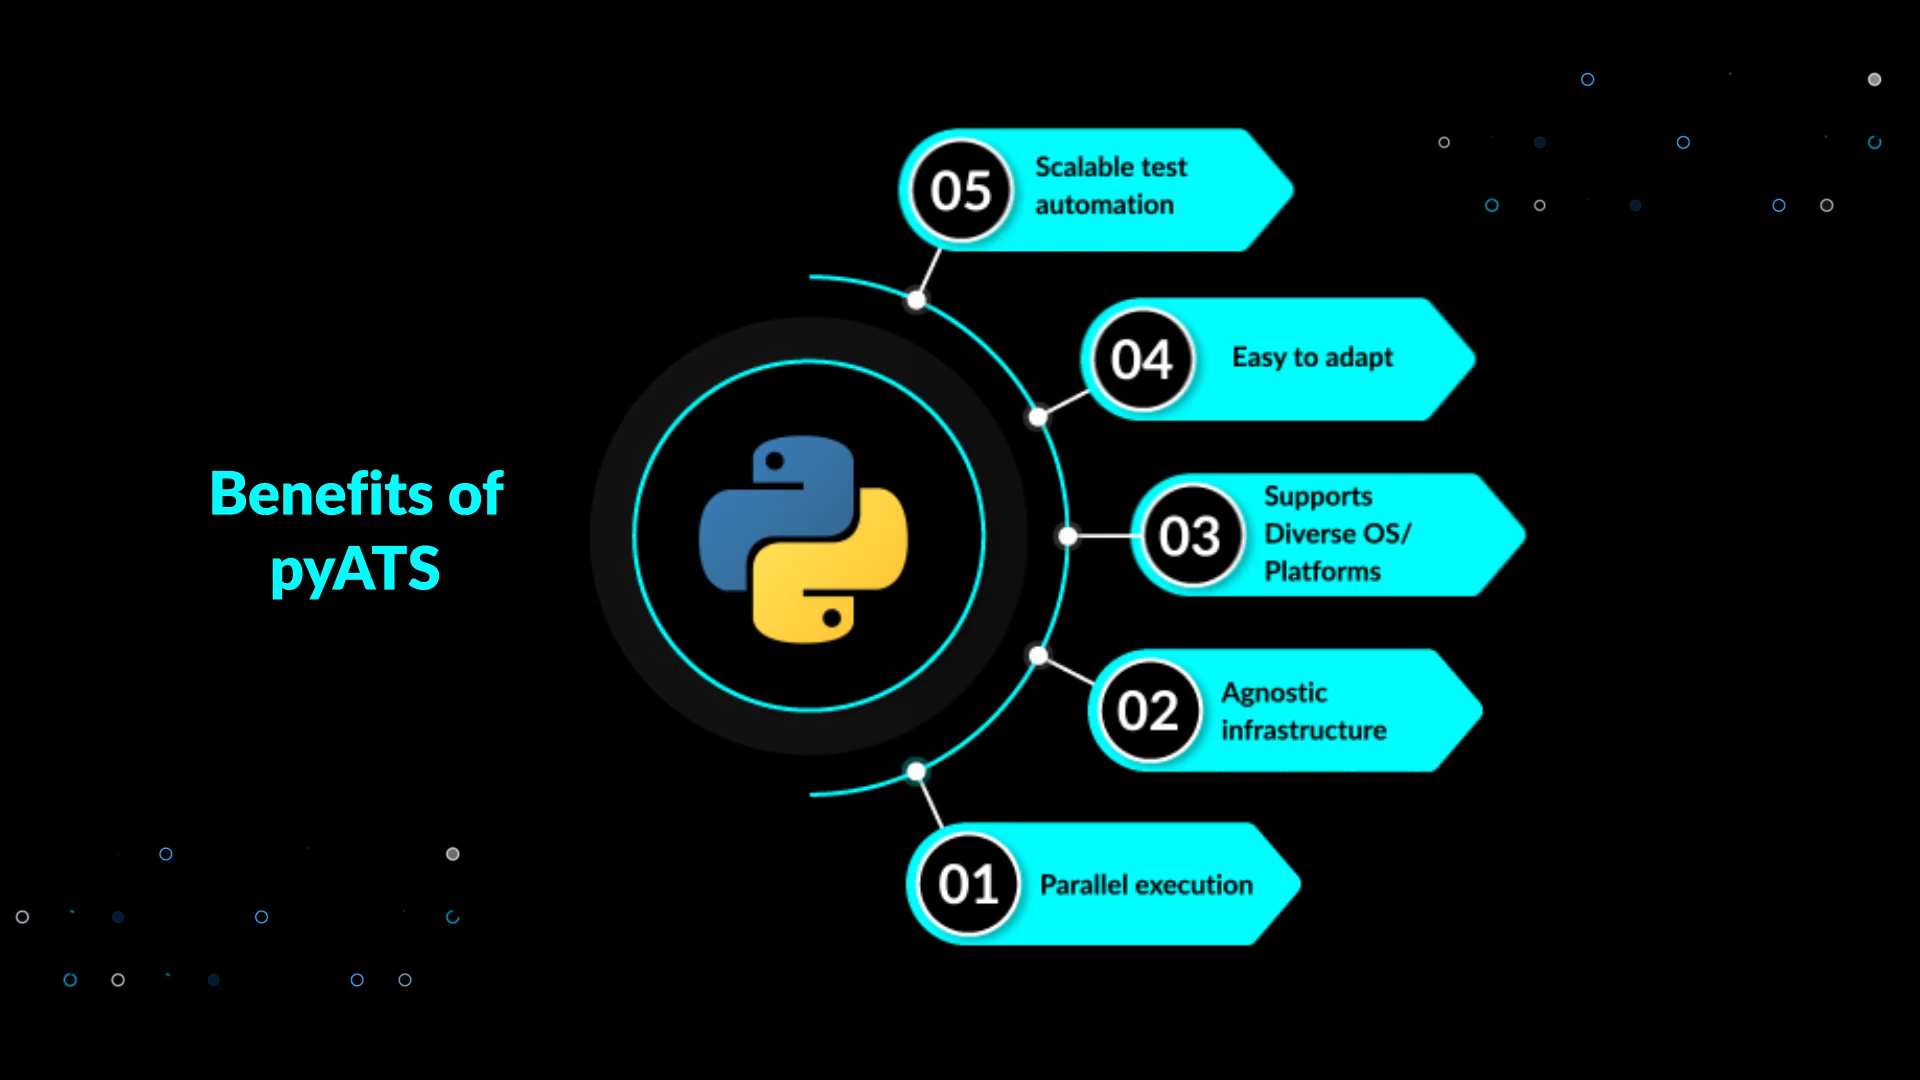 Benefits of
pyATS
05
Scalable test
automation
04
Easy to adapt
03
Supports
Diverse OS/
Platforms
02
Agnostic
infrastructure
01
Parallel execution